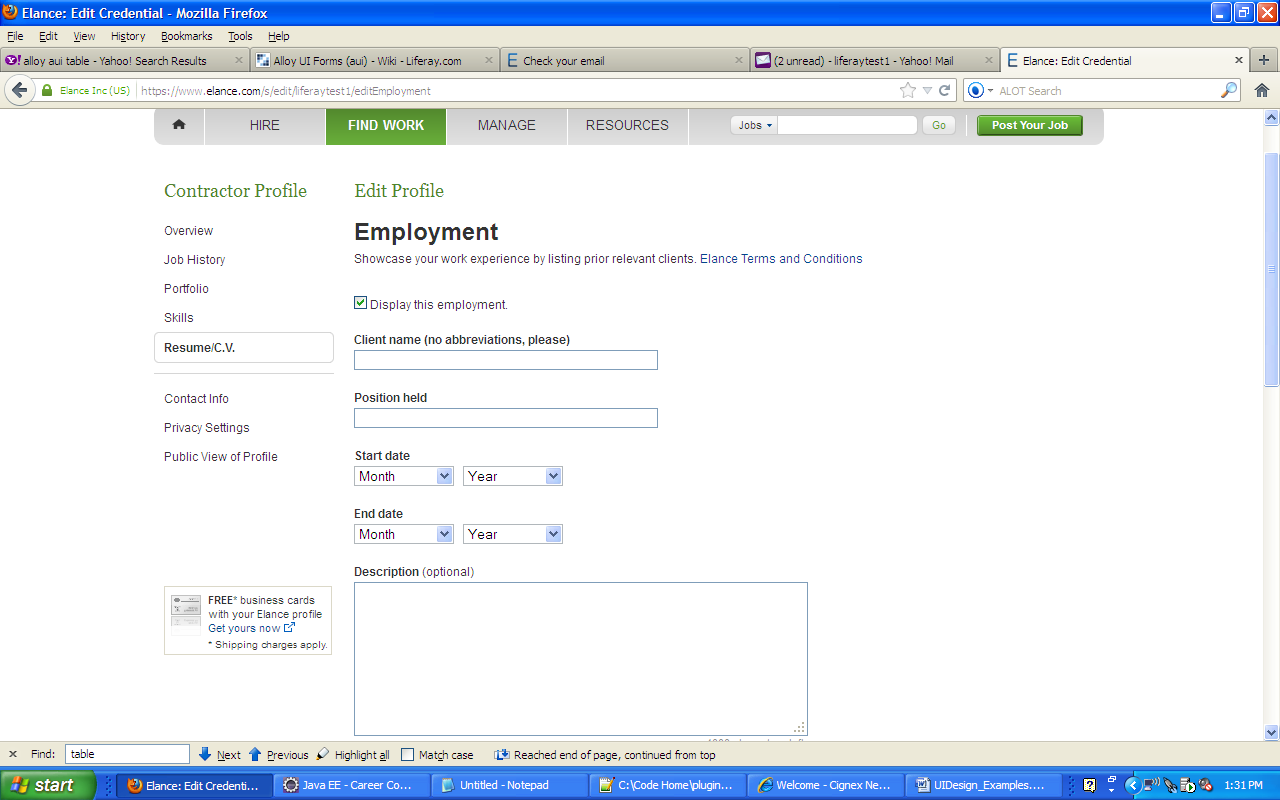 Elance: Edit Credential - Mozilla Firefox
File Edit View History Bookmarks Tools Help
alloy aui table - Yahoo! Search Results
Alloy UI Forms (aui) - Wiki - Liferay.com
Check your email
(2 unread) - liferaytest1 - Yahoo! Mail
Elance: Edit Credential
Elance Inc (US) https://www.elance.com/s/edit/liferaytest1/editEmployment ALOT Search
HIRE FIND WORK MANAGE RESOURCES Jobs Go Post Your Job
Contractor Profile
Overview
Job History
Portfolio
Skills
Resume/C.V.
Contact Info
Privacy Settings
Public View of Profile
FREE* business cards
with your Elance profile
Get yours now
* Shipping charges apply.
Edit Profile
Employment
Showcase your work experience by listing prior relevant clients. Elance Terms and Conditions
Display this employment.
Client name (no abbreviations, please)
Position held
Start date
Month Year
End date
Month Year
Description (optional)
Find: table Next Previous Highlight all Match case Reached end of page, continued from top
start Elance: Edit Credenti... Java EE - Career Co... Untitled - Notepad C:\Code Home\plugin... Welcome - Cignex Ne... UIDesign_Examples.... 1:31 PM